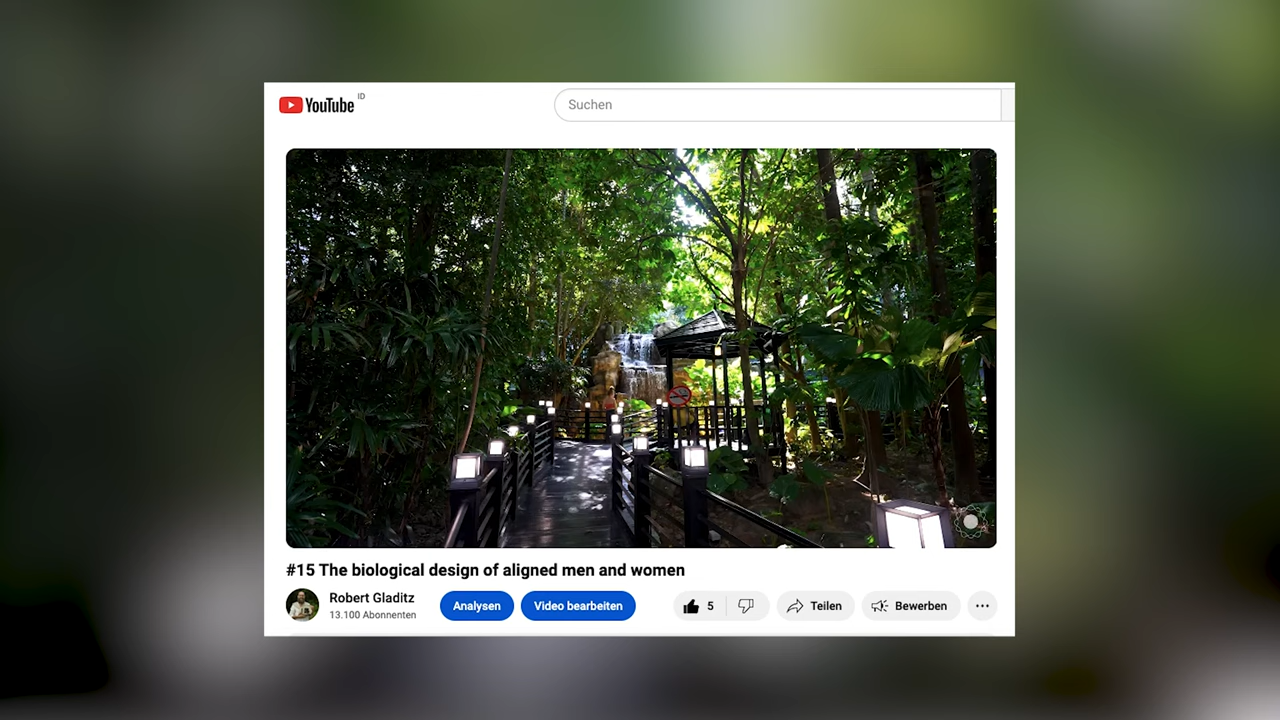 YouTube ID
Suchen
#15 The biological design of aligned men and women
Robert Gladitz
13.100 Abonnenten
Analysen
Video bearbeiten
5
Teilen
Bewerben